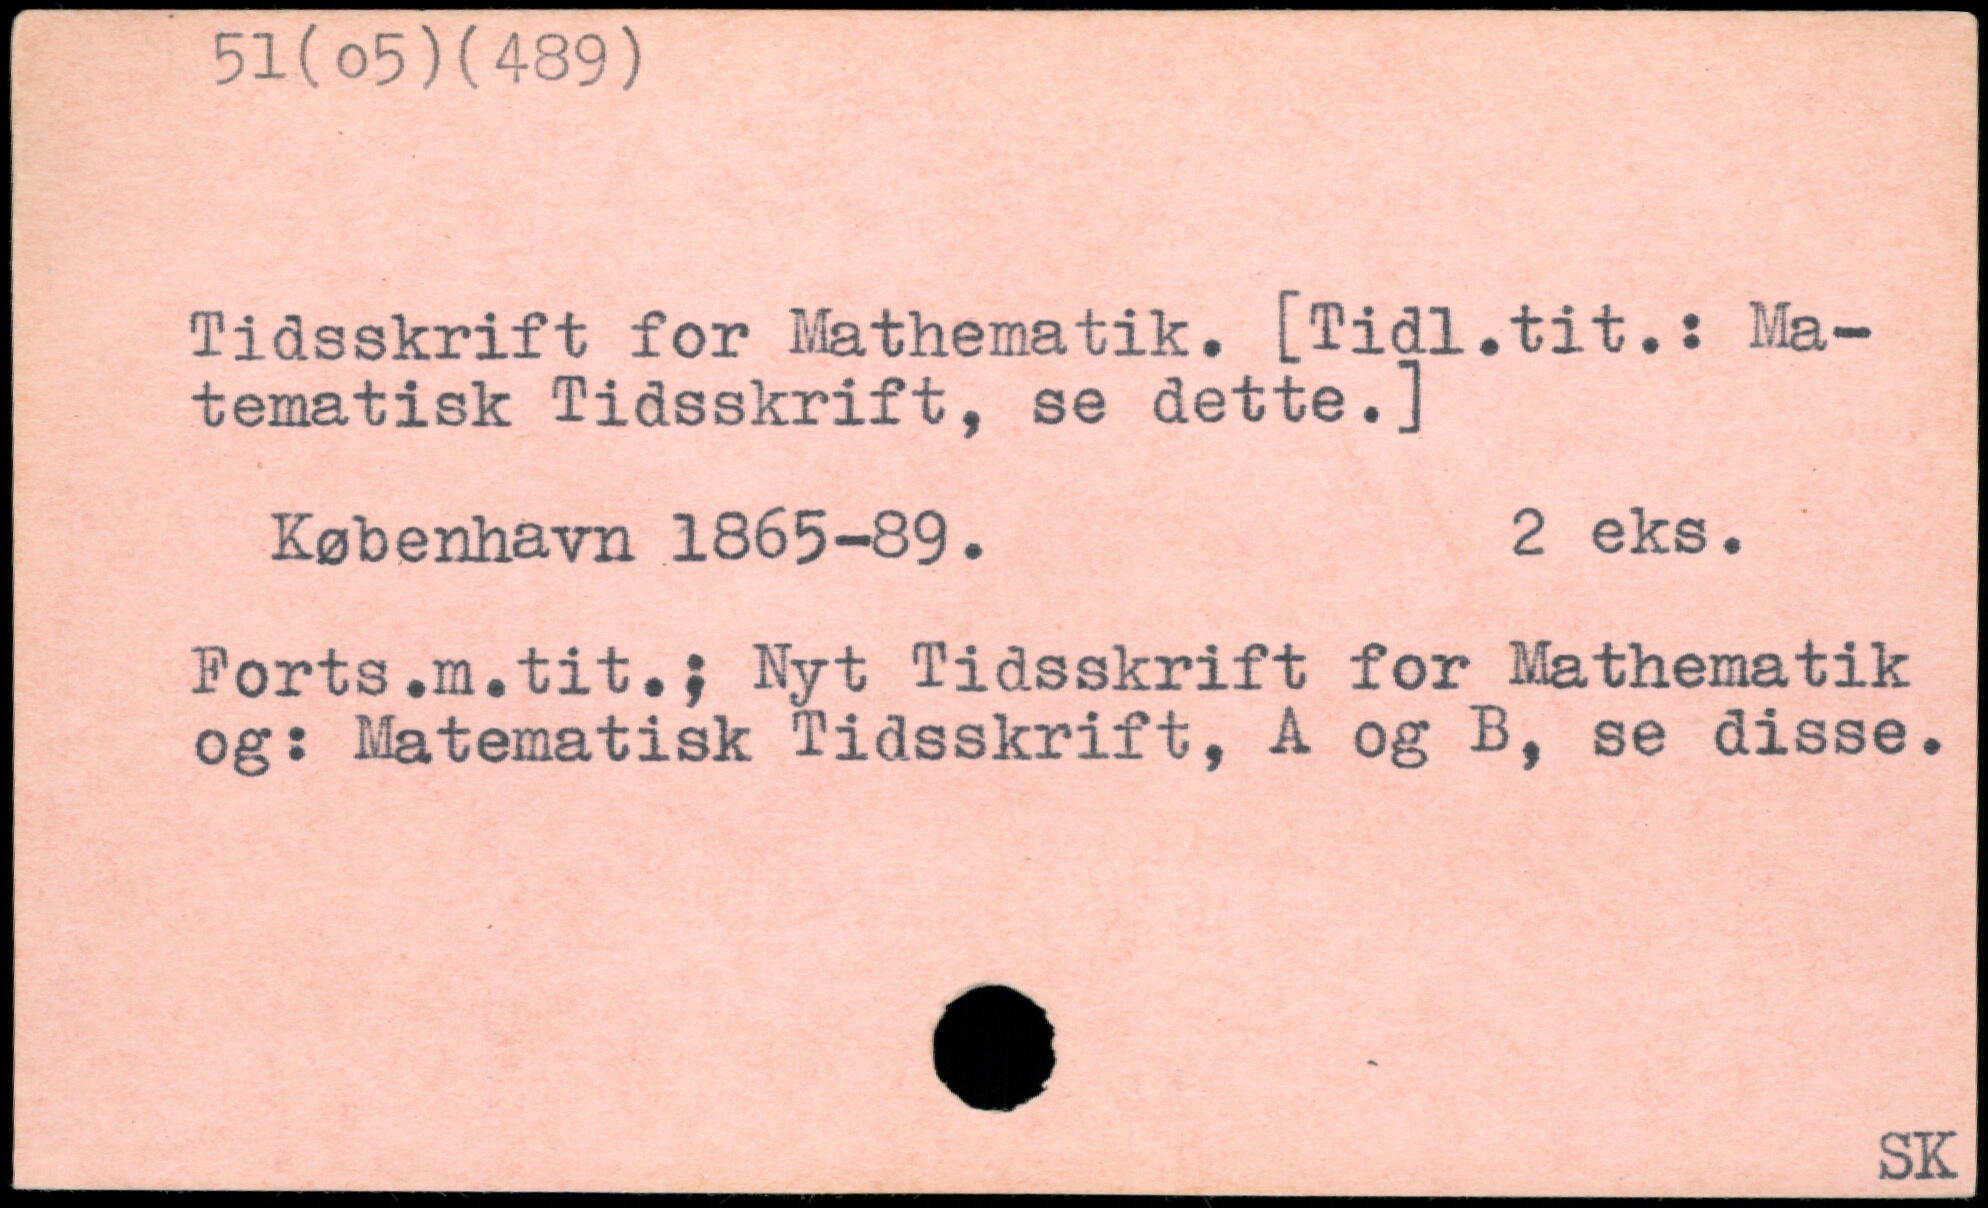 51(o5)(489)
Tidsskrift for Mathematik. [Tidl.tit.: Ma-
tematisk Tidsskrift, se dette.]
København 1865-89. 2 eks.
Forts.m.tit.; Nyt Tidsskrift for Mathematik
og: Matematisk Tidsskrift, A og B, se disse.
SK